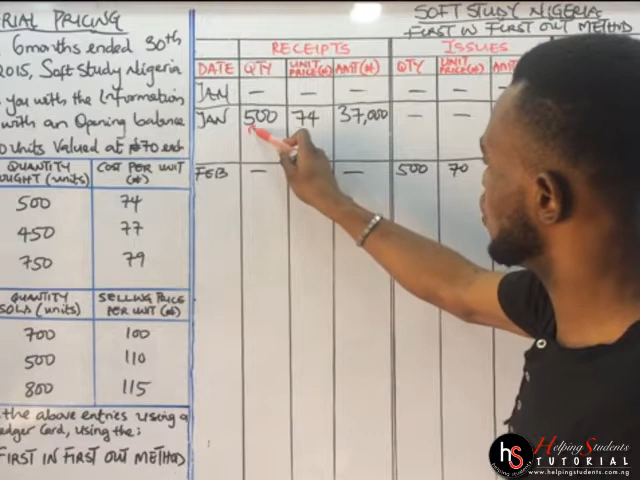 ERIAL PRICING
6months ended 30th
2015, Soft Study Nigeria
you with the Information
with an Opening balance
0 units Valued at ₦70 each
QUANTITY COST PER UNIT
OUGHT (units) (₦)
500 74
450 77
750 79
QUANTITY SELLING PRICE
SOLD (units) PER UNIT (₦)
700 100
500 110
800 115
the above entries using a
edger Card, using the:
FIRST IN FIRST OUT METHOD
SOFT STUDY NIGERIA
FIRST IN FIRST OUT METHOD
RECEIPTS ISSUES
DATE QTY UNIT PRICE(₦) AMT(₦) QTY UNIT PRICE(₦) AMT
JAN – – – – –
JAN 500 74 37,000 – –
FEB – – 500 70
hS
Helping Students
TUTORIAL
www.helpingstudents.com.ng